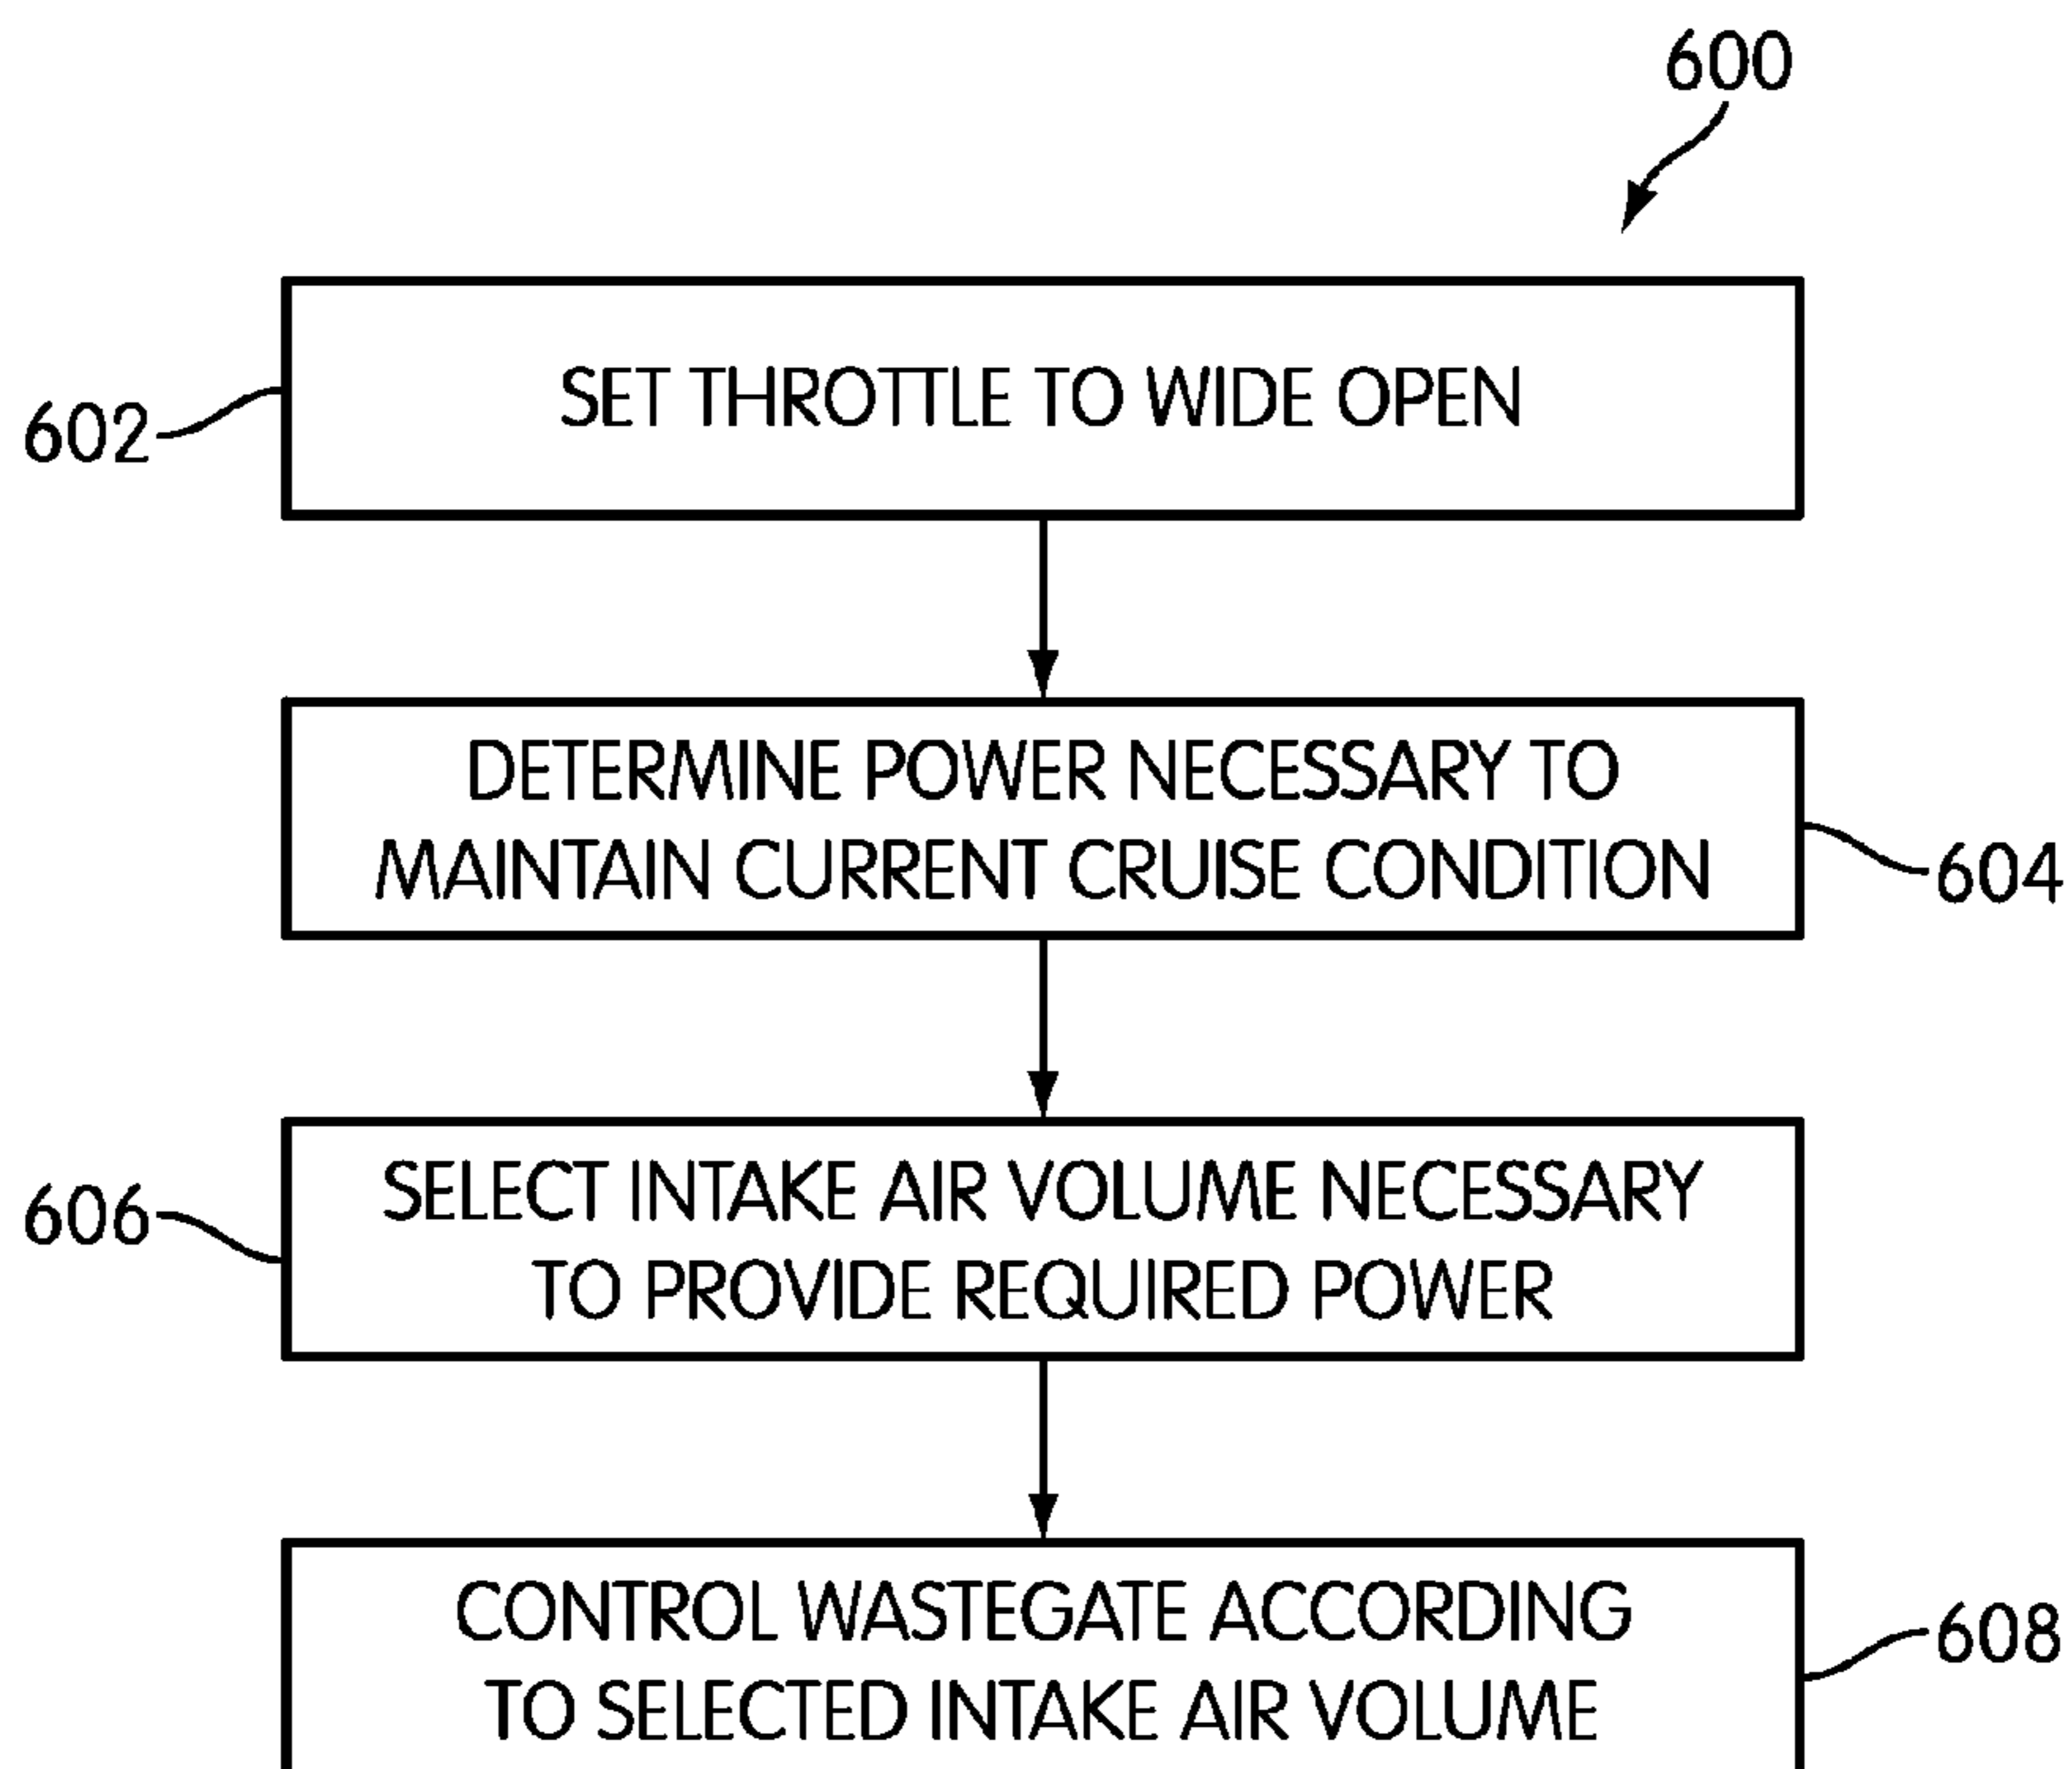 600
SET THROTTLE TO WIDE OPEN
602
DETERMINE POWER NECESSARY TO
MAINTAIN CURRENT CRUISE CONDITION
604
SELECT INTAKE AIR VOLUME NECESSARY
TO PROVIDE REQUIRED POWER
606
CONTROL WASTEGATE ACCORDING
TO SELECTED INTAKE AIR VOLUME
608